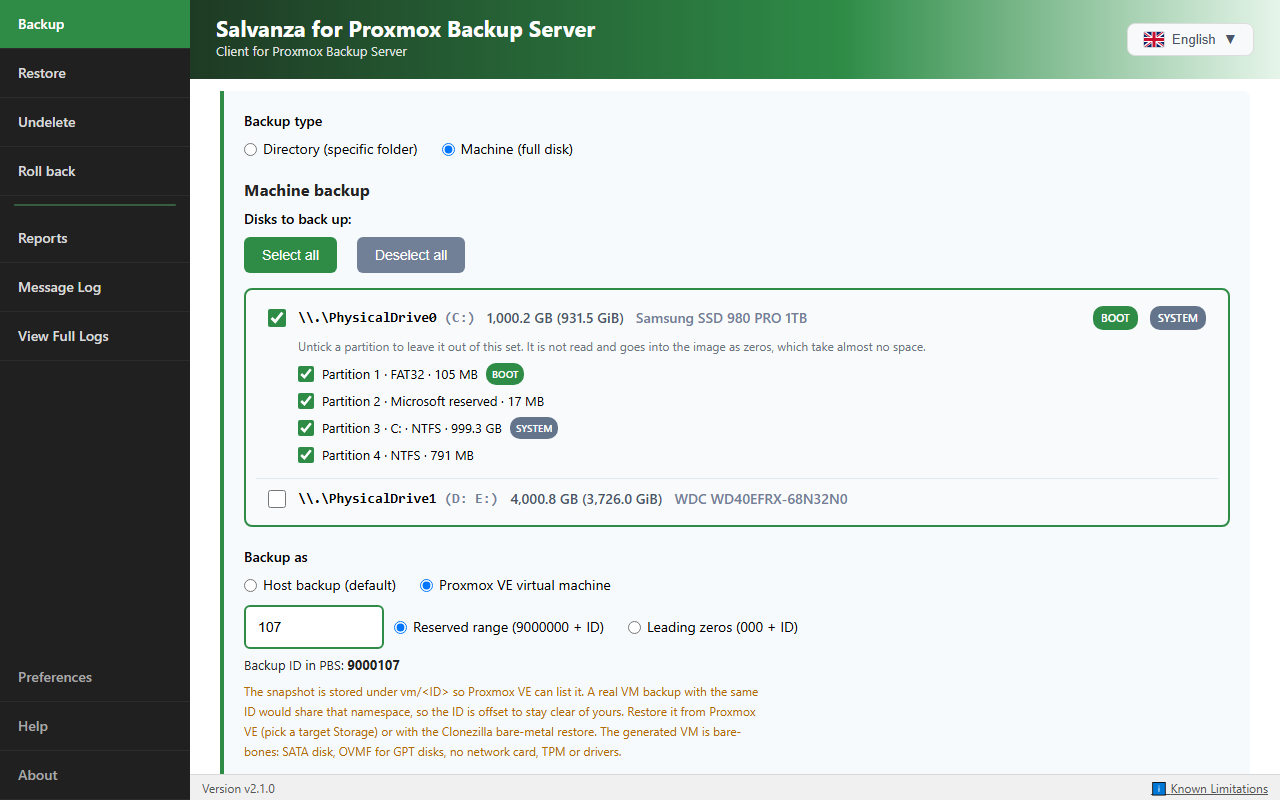 Backup
Restore
Undelete
Roll back
Reports
Message Log
View Full Logs
Preferences
Help
About
Salvanza for Proxmox Backup Server
Client for Proxmox Backup Server
English ▼
Backup type
Directory (specific folder) Machine (full disk)
Machine backup
Disks to back up:
Select all Deselect all
\\.\PhysicalDrive0 (C:) 1,000.2 GB (931.5 GiB) Samsung SSD 980 PRO 1TB BOOT SYSTEM
Untick a partition to leave it out of this set. It is not read and goes into the image as zeros, which take almost no space.
Partition 1 · FAT32 · 105 MB BOOT
Partition 2 · Microsoft reserved · 17 MB
Partition 3 · C: · NTFS · 999.3 GB SYSTEM
Partition 4 · NTFS · 791 MB
\\.\PhysicalDrive1 (D: E:) 4,000.8 GB (3,726.0 GiB) WDC WD40EFRX-68N32N0
Backup as
Host backup (default) Proxmox VE virtual machine
107 Reserved range (9000000 + ID) Leading zeros (000 + ID)
Backup ID in PBS: 9000107
The snapshot is stored under vm/<ID> so Proxmox VE can list it. A real VM backup with the same
ID would share that namespace, so the ID is offset to stay clear of yours. Restore it from Proxmox
VE (pick a target Storage) or with the Clonezilla bare-metal restore. The generated VM is bare-
bones: SATA disk, OVMF for GPT disks, no network card, TPM or drivers.
Version v2.1.0
i Known Limitations